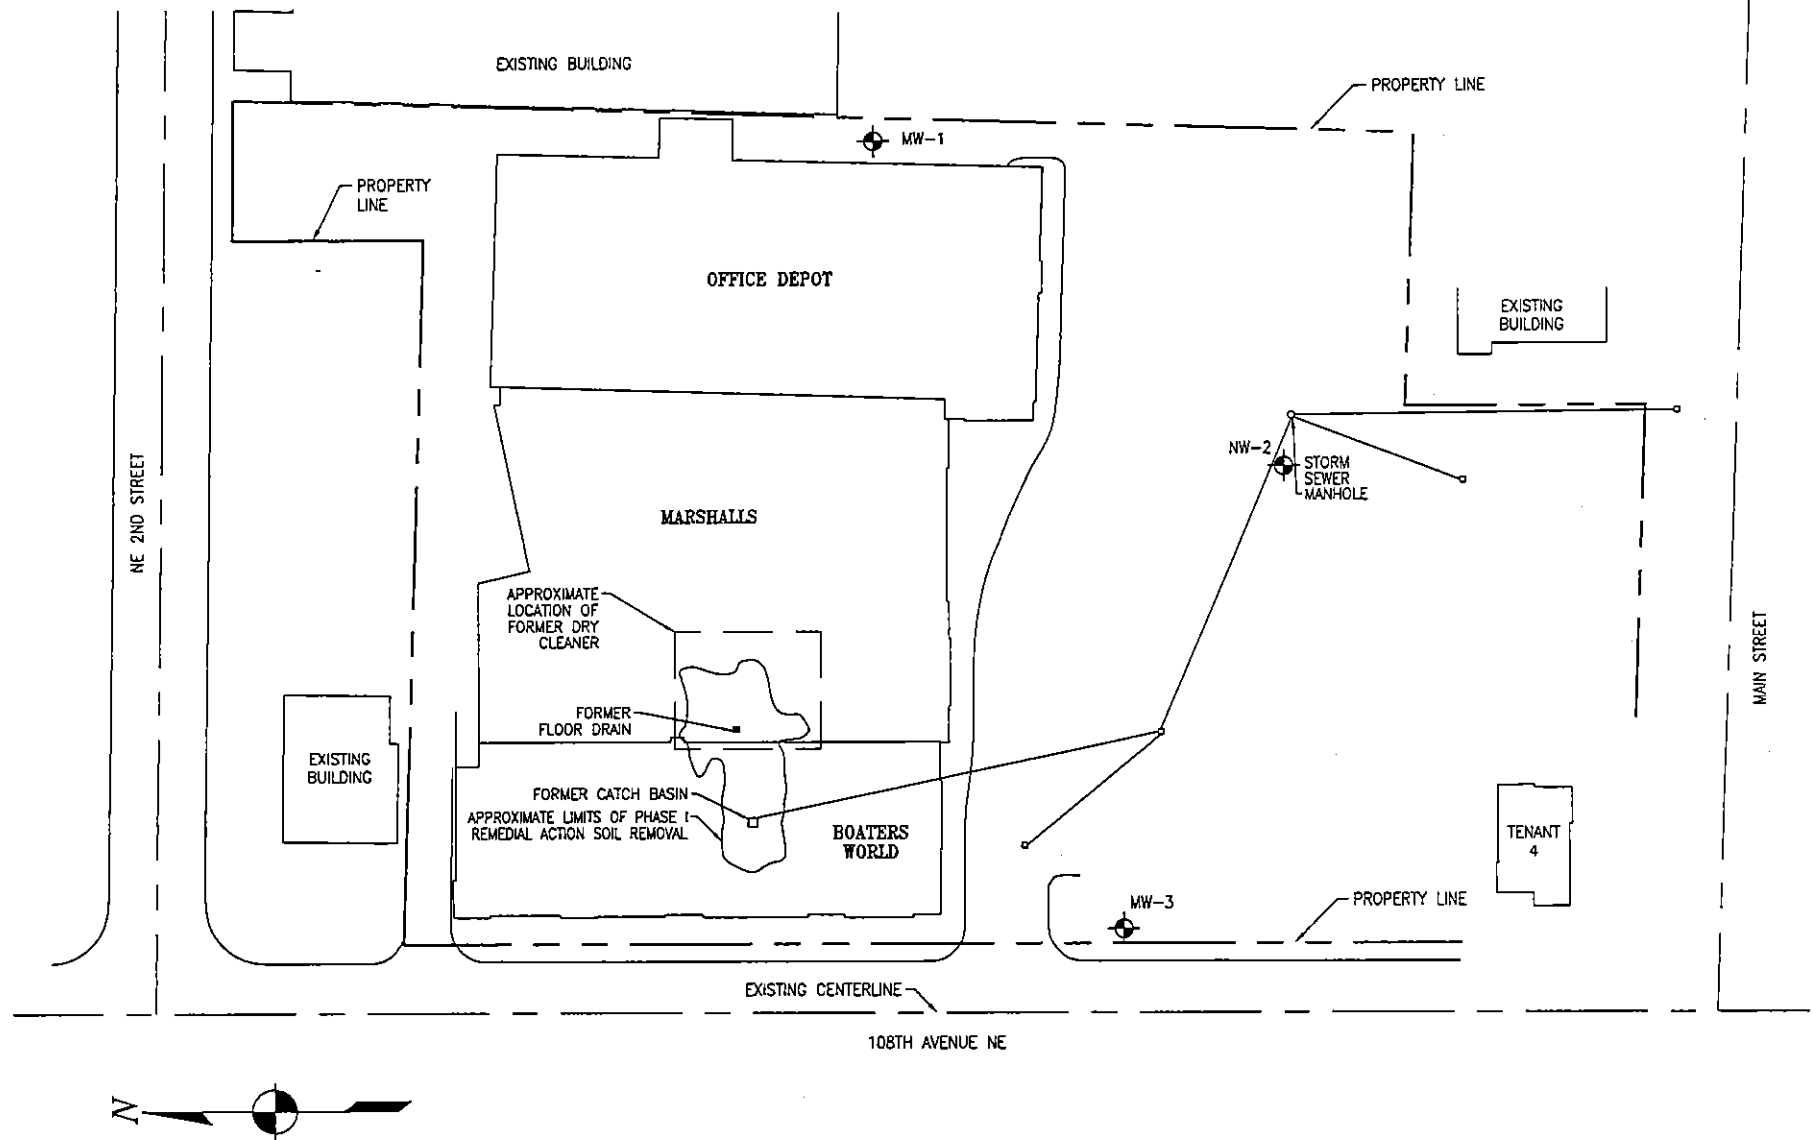 EXISTING BUILDING
PROPERTY LINE
MW-1
PROPERTY
LINE
OFFICE DEPOT
EXISTING
BUILDING
NE 2ND STREET
NW-2
STORM
SEWER
MANHOLE
MARSHALLS
APPROXIMATE
LOCATION OF
FORMER DRY
CLEANER
MAIN STREET
FORMER
FLOOR DRAIN
EXISTING
BUILDING
FORMER CATCH BASIN
APPROXIMATE LIMITS OF PHASE I
REMEDIAL ACTION SOIL REMOVAL
BOATERS
WORLD
TENANT
4
MW-3
PROPERTY LINE
EXISTING CENTERLINE
108TH AVENUE NE
N